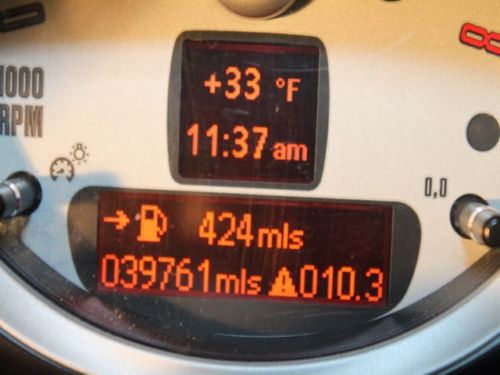 1000
RPM
+33 °F
11:37 am
0,0
→ 424 mls
039761 mls 010.3